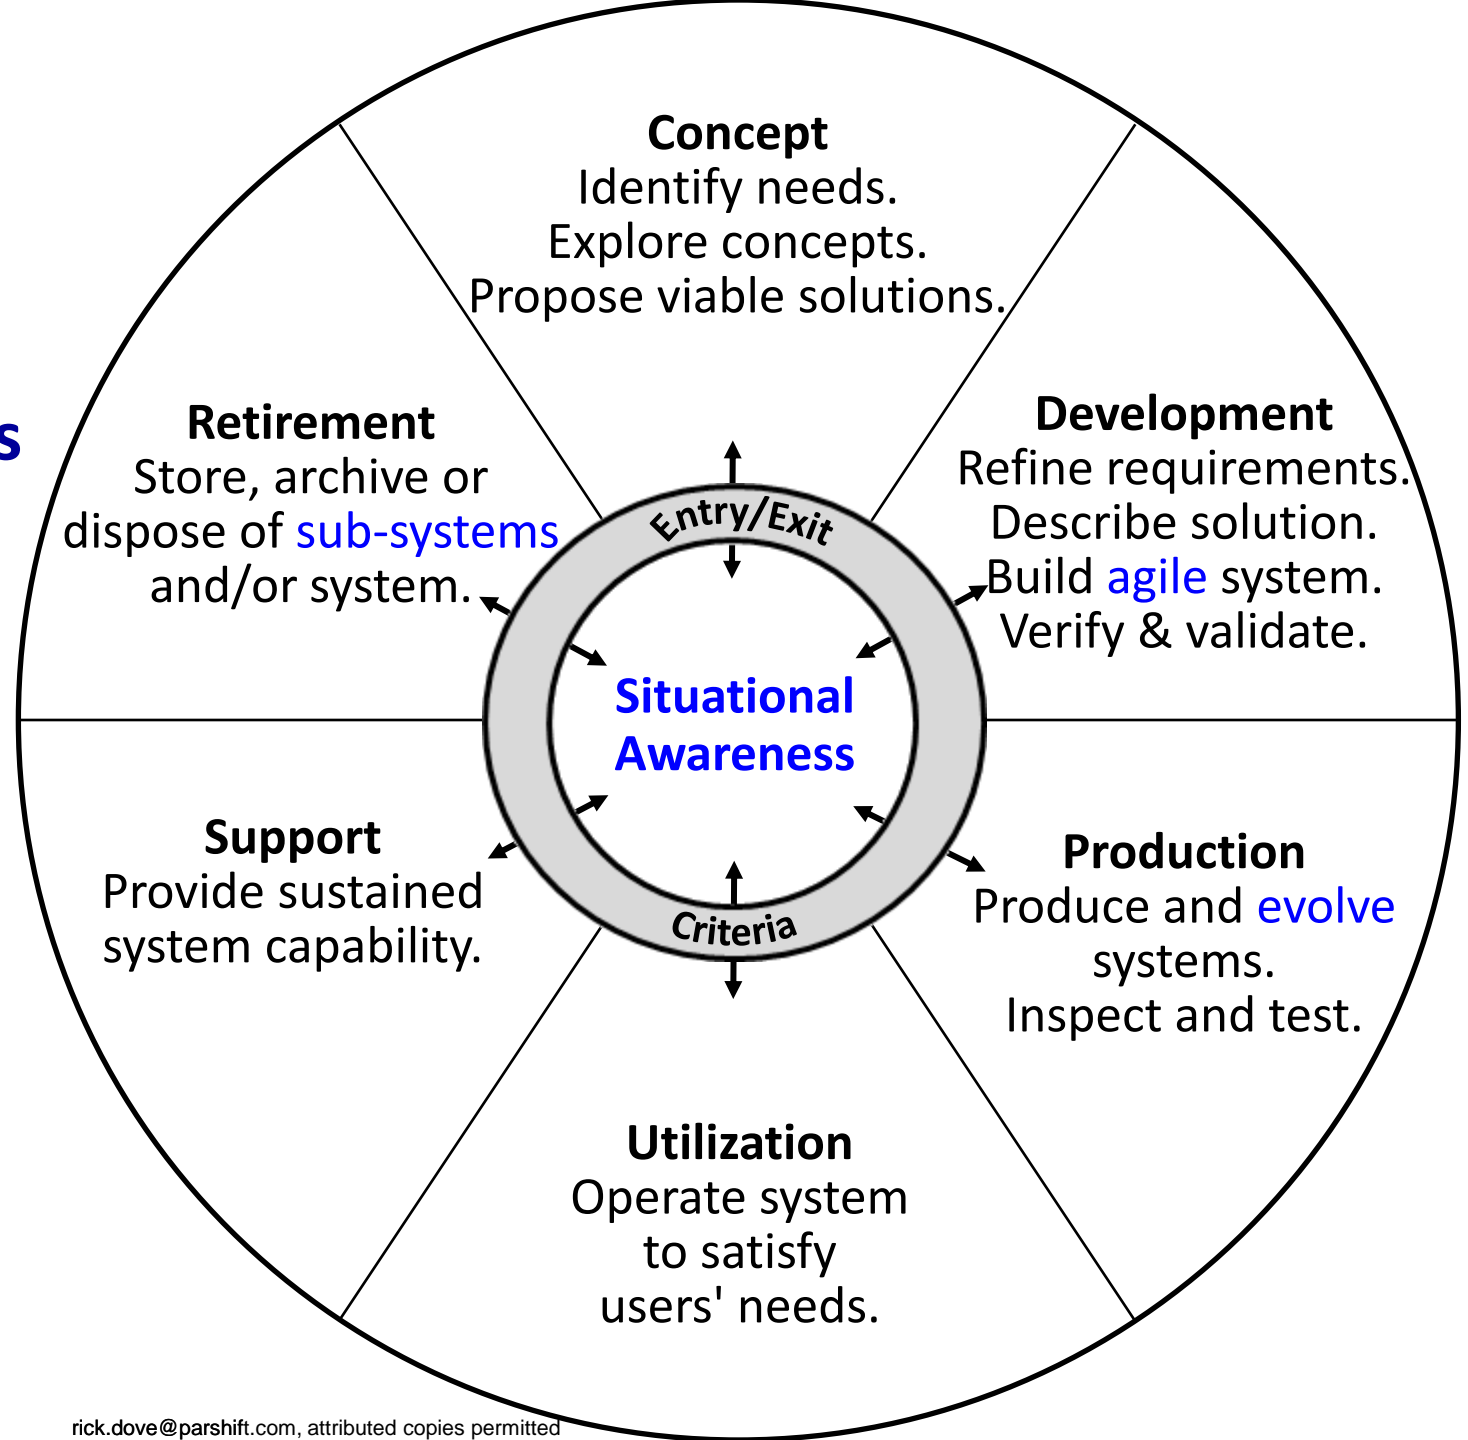 Concept
Identify needs.
Explore concepts.
Propose viable solutions.
Development
Refine requirements.
Describe solution.
Build agile system.
Verify & validate.
Production
Produce and evolve
systems.
Inspect and test.
Utilization
Operate system
to satisfy
users' needs.
Support
Provide sustained
system capability.
Retirement
Store, archive or
dispose of sub-systems
and/or system.
s
Entry/Exit
Criteria
Situational
Awareness
rick.dove@parshift.com, attributed copies permitted